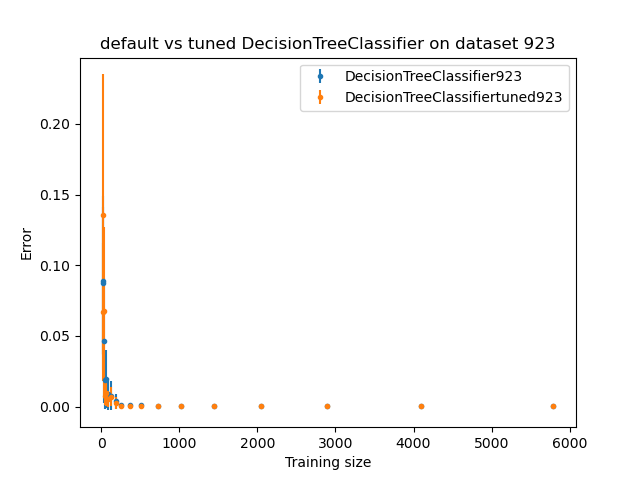 default vs tuned DecisionTreeClassifier on dataset 923
DecisionTreeClassifier923
DecisionTreeClassifiertuned923
0.20
0.15
0.10
0.05
0.00
Error
0 1000 2000 3000 4000 5000 6000
Training size